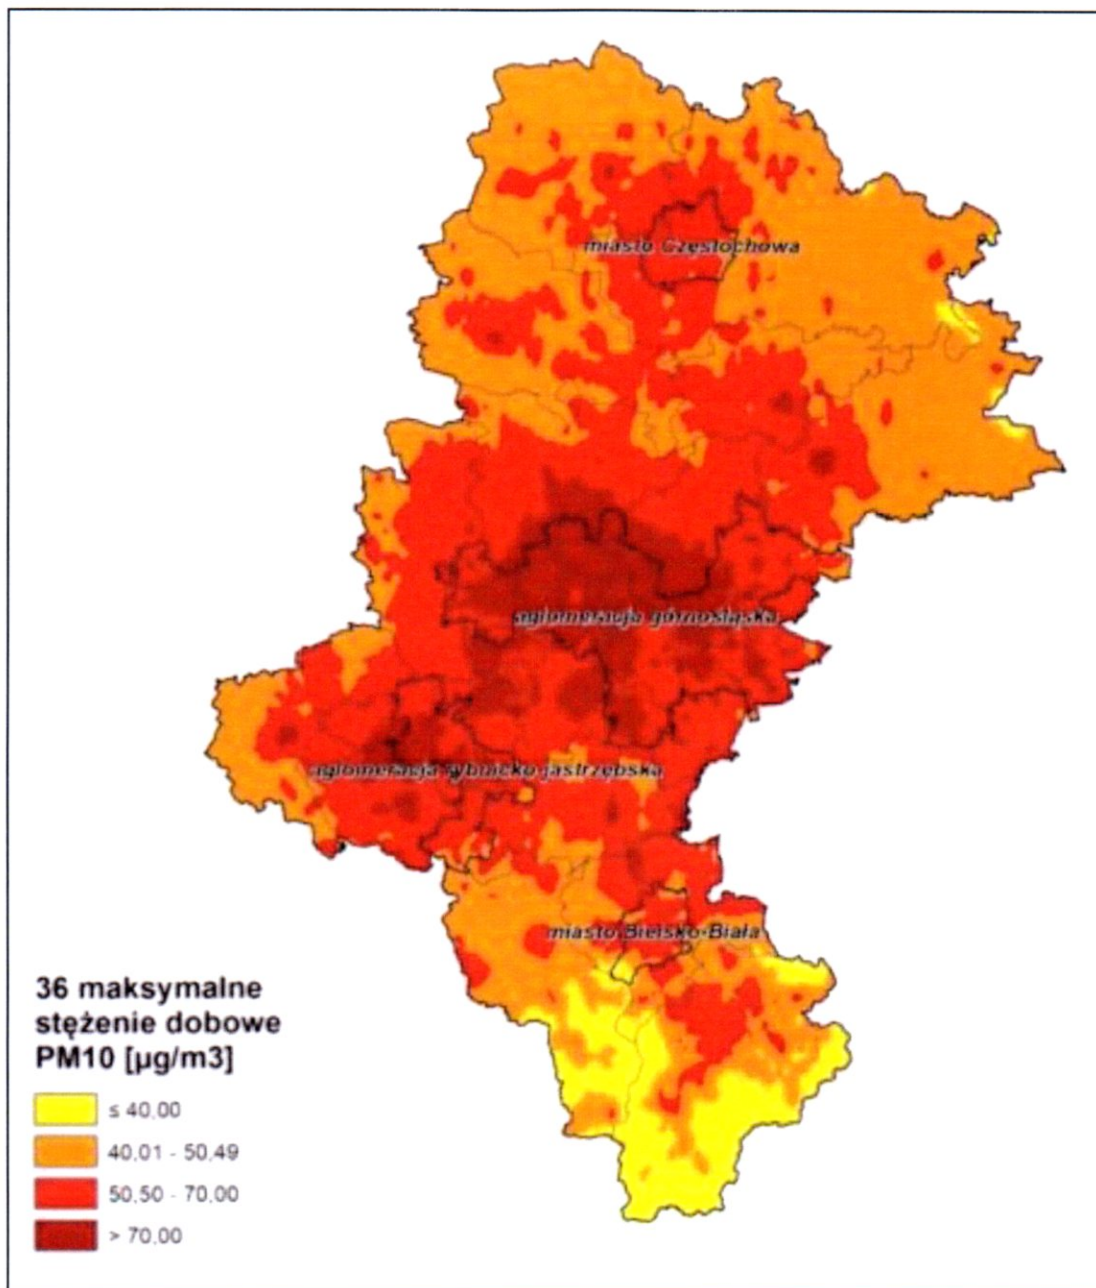 miasto Częstochowa
aglomeracja górnośląska
aglomeracja rybnicko-jastrzębska
miasto Bielsko-Biała
36 maksymalne
stężenie dobowe
PM10 [µg/m3]
≤ 40,00
40,01 - 50,49
50,50 - 70,00
> 70,00